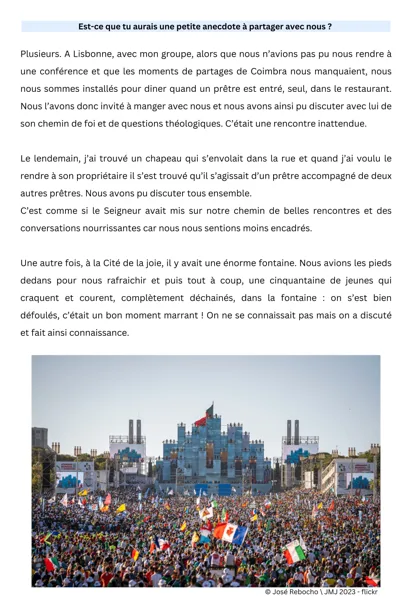 Est-ce que tu aurais une petite anecdote à partager avec nous ?
Plusieurs. A Lisbonne, avec mon groupe, alors que nous n’avions pas pu nous rendre à
une conférence et que les moments de partages de Coimbra nous manquaient, nous
nous sommes installés pour diner quand un prêtre est entré, seul, dans le restaurant.
Nous l’avons donc invité à manger avec nous et nous avons ainsi pu discuter avec lui de
son chemin de foi et de questions théologiques. C’était une rencontre inattendue.
Le lendemain, j’ai trouvé un chapeau qui s’envolait dans la rue et quand j’ai voulu le
rendre à son propriétaire il s’est trouvé qu’il s’agissait d’un prêtre accompagné de deux
autres prêtres. Nous avons pu discuter tous ensemble.
C’est comme si le Seigneur avait mis sur notre chemin de belles rencontres et des
conversations nourrissantes car nous nous sentions moins encadrés.
Une autre fois, à la Cité de la joie, il y avait une énorme fontaine. Nous avions les pieds
dedans pour nous rafraichir et puis tout à coup, une cinquantaine de jeunes qui
craquent et courent, complètement déchainés, dans la fontaine : on s’est bien
défoulés, c’était un bon moment marrant ! On ne se connaissait pas mais on a discuté
et fait ainsi connaissance.
© José Rebocho \ JMJ 2023 - flickr